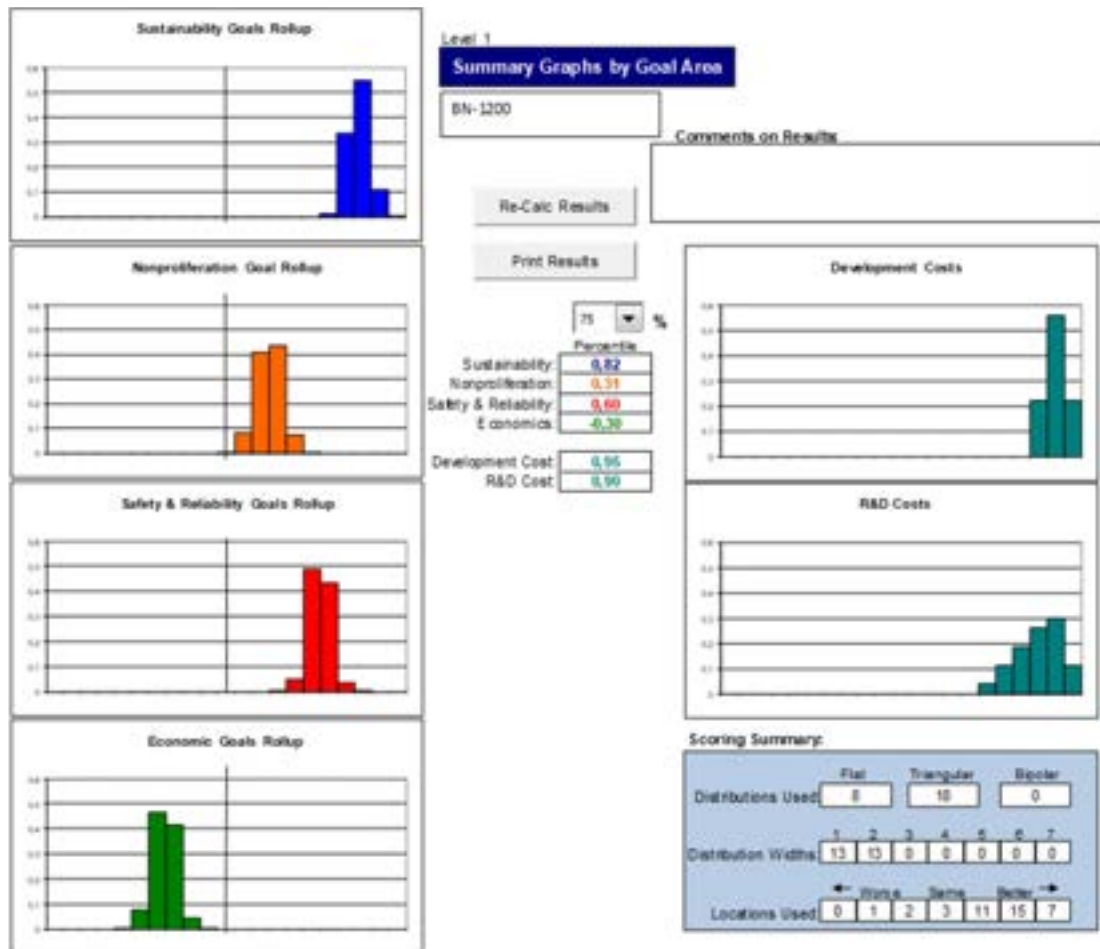 Sustainability Goals Rollup
Level 1
Summary Graphs by Goal Area
BN-1200
Comments on Results
Re-Calc Results
Print Results
Nonproliferation Goal Rollup
Development Costs
75 %
Percentile
Sustainability: 0,82
Nonproliferation: 0,31
Safety & Reliability: 0,60
Economics: -0,30
Development Cost: 0,95
R&D Cost: 0,90
Safety & Reliability Goals Rollup
R&D Costs
Economic Goals Rollup
Scoring Summary:
Flat Triangular Bipolar
Distributions Used: 8 18 0
1 2 3 4 5 6 7
Distribution Widths: 13 13 0 0 0 0 0
Worse Same Better
Locations Used: 0 1 2 3 11 15 7